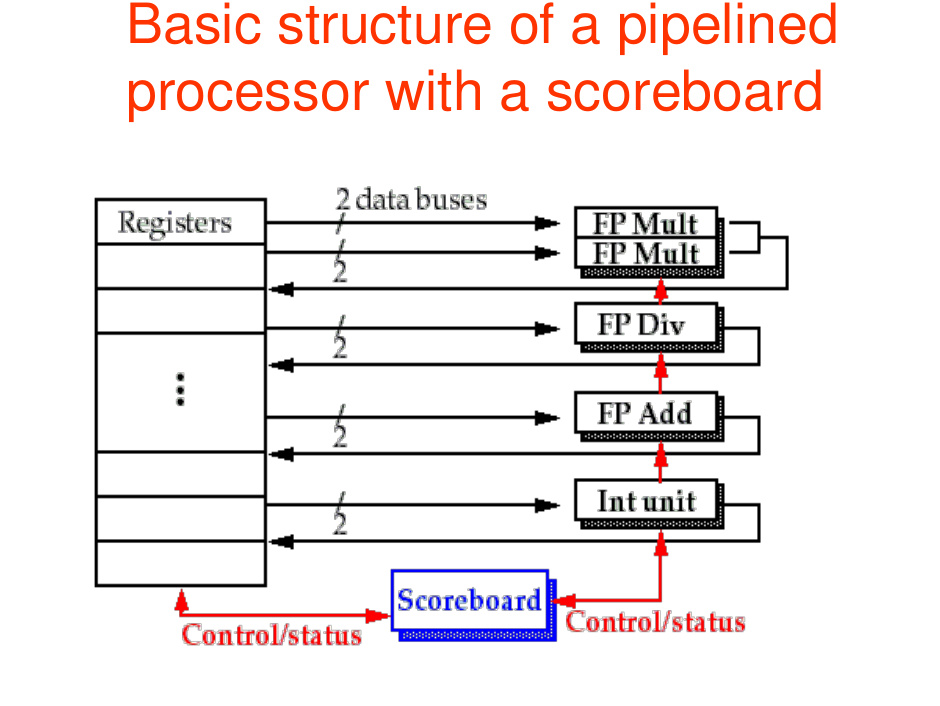 Basic structure of a pipelined
processor with a scoreboard
2 data buses
Registers
FP Mult
FP Mult
2
FP Div
2
FP Add
2
Int unit
2
Scoreboard
Control/status
Control/status